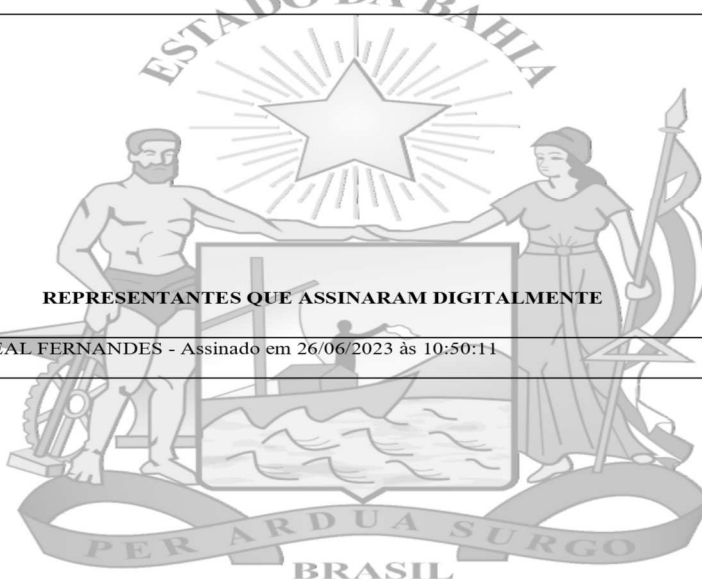 ESTADO DA BAHIA
REPRESENTANTES QUE ASSINARAM DIGITALMENTE
EAL FERNANDES - Assinado em 26/06/2023 às 10:50:11
PER ARDUA SURGO
BRASIL